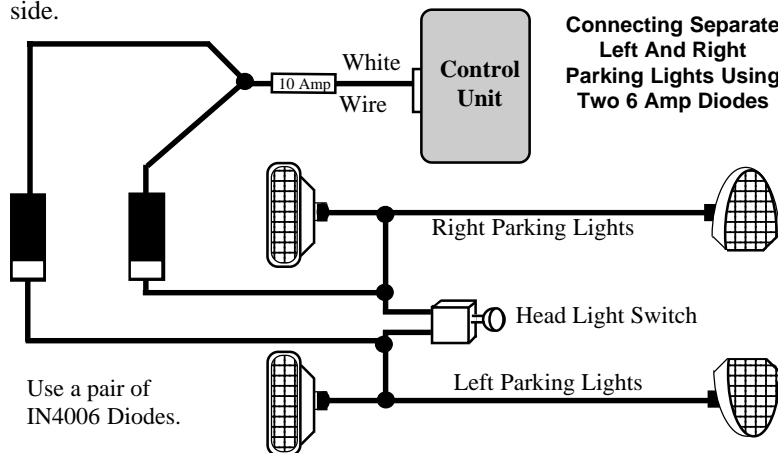 side.
Connecting Separate
Left And Right
Parking Lights Using
Two 6 Amp Diodes
White
Wire
10 Amp
Control
Unit
Right Parking Lights
Head Light Switch
Left Parking Lights
Use a pair of
IN4006 Diodes.